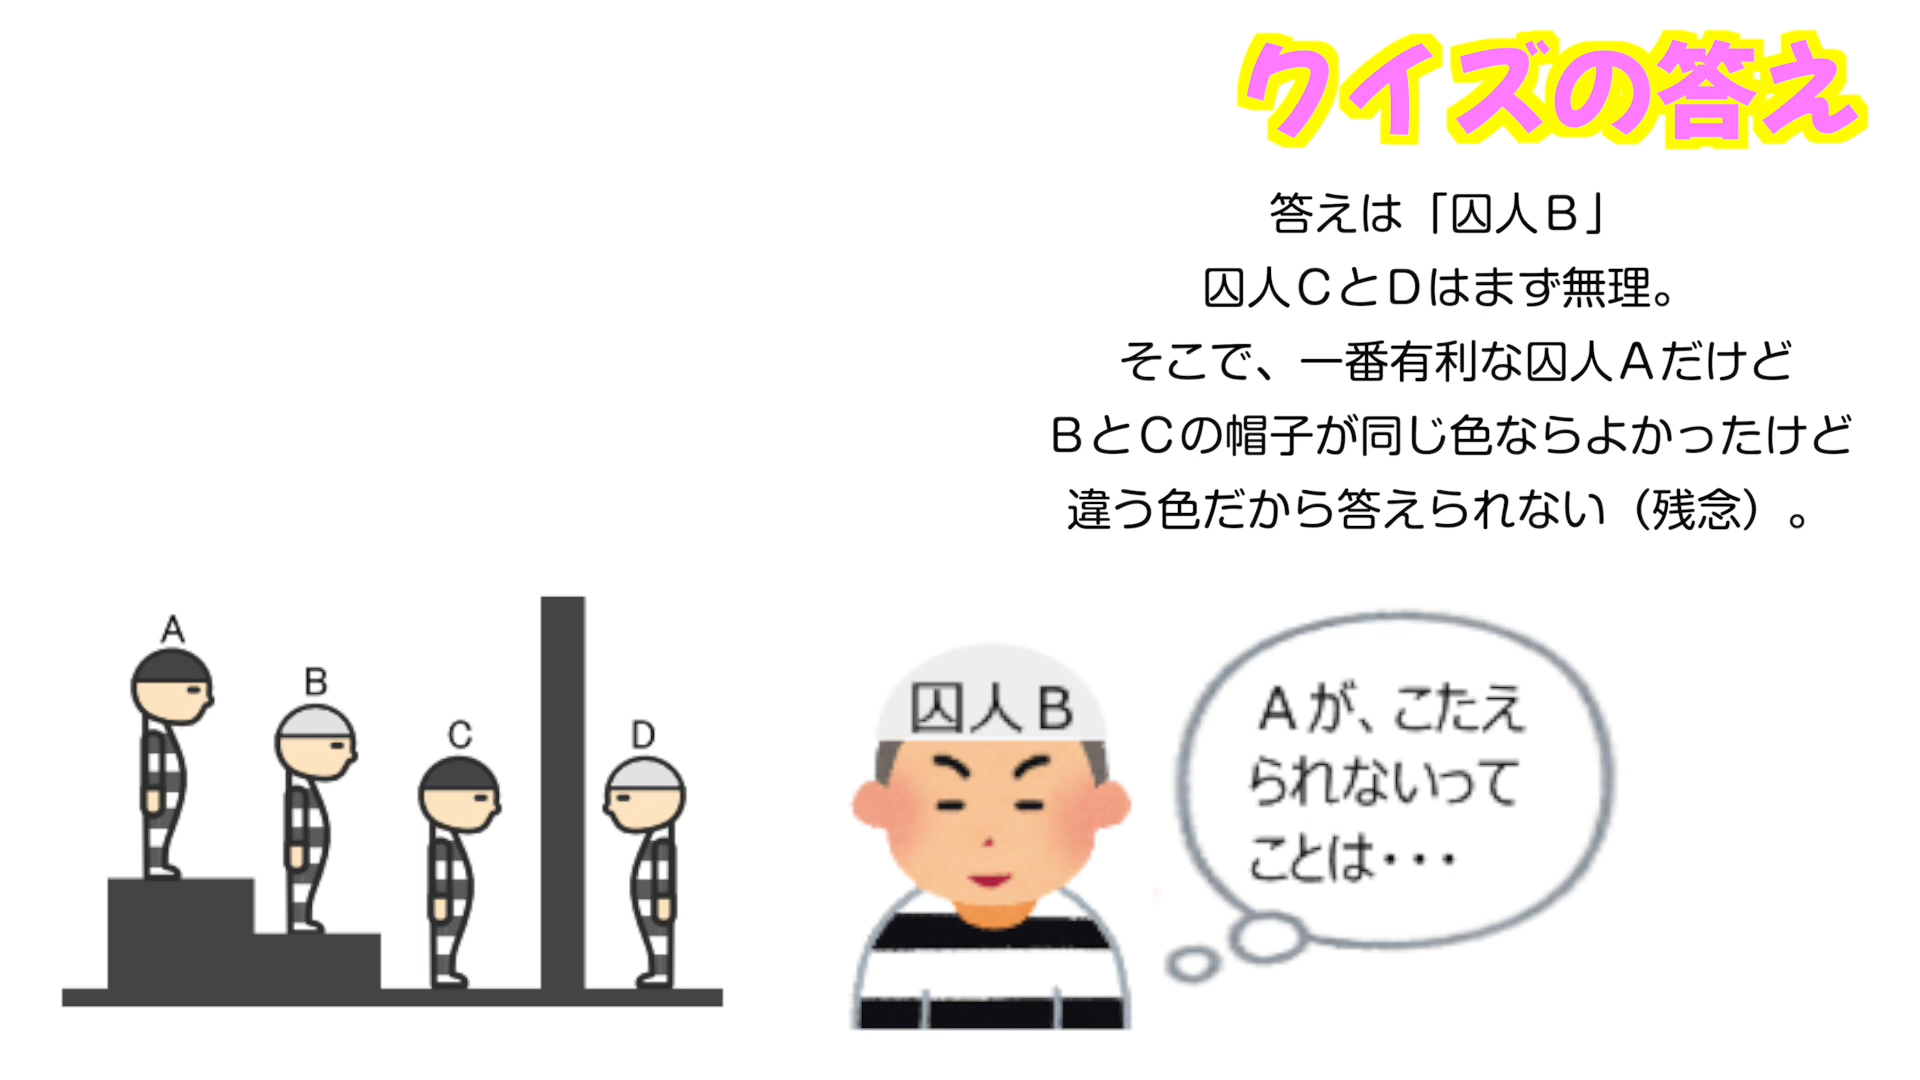 クイズの答え
答えは「囚人B」
囚人CとDはまず無理。
そこで、一番有利な囚人Aだけど
BとCの帽子が同じ色ならよかったけど
違う色だから答えられない（残念）。
A
B
C
D
囚人B
Aが、こたえ
られないって
ことは・・・